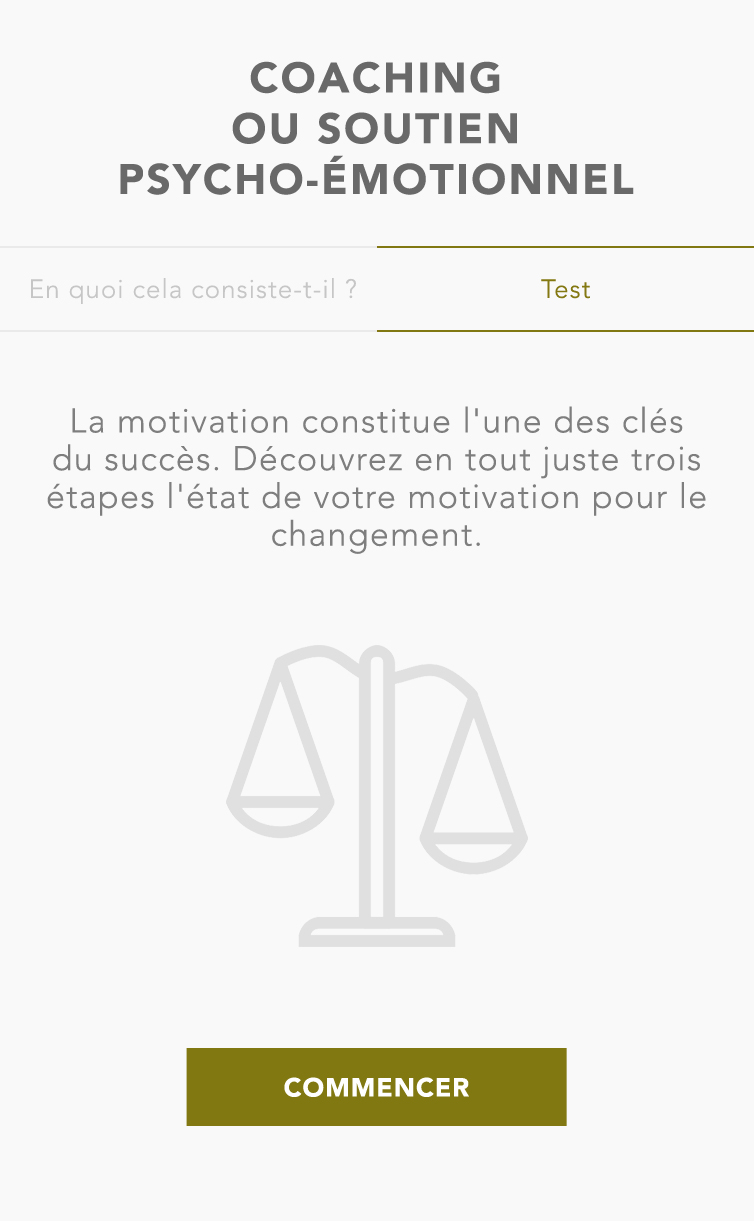 COACHING
OU SOUTIEN
PSYCHO-ÉMOTIONNEL
En quoi cela consiste-t-il ?
Test
La motivation constitue l'une des clés
du succès. Découvrez en tout juste trois
étapes l'état de votre motivation pour le
changement.
COMMENCER